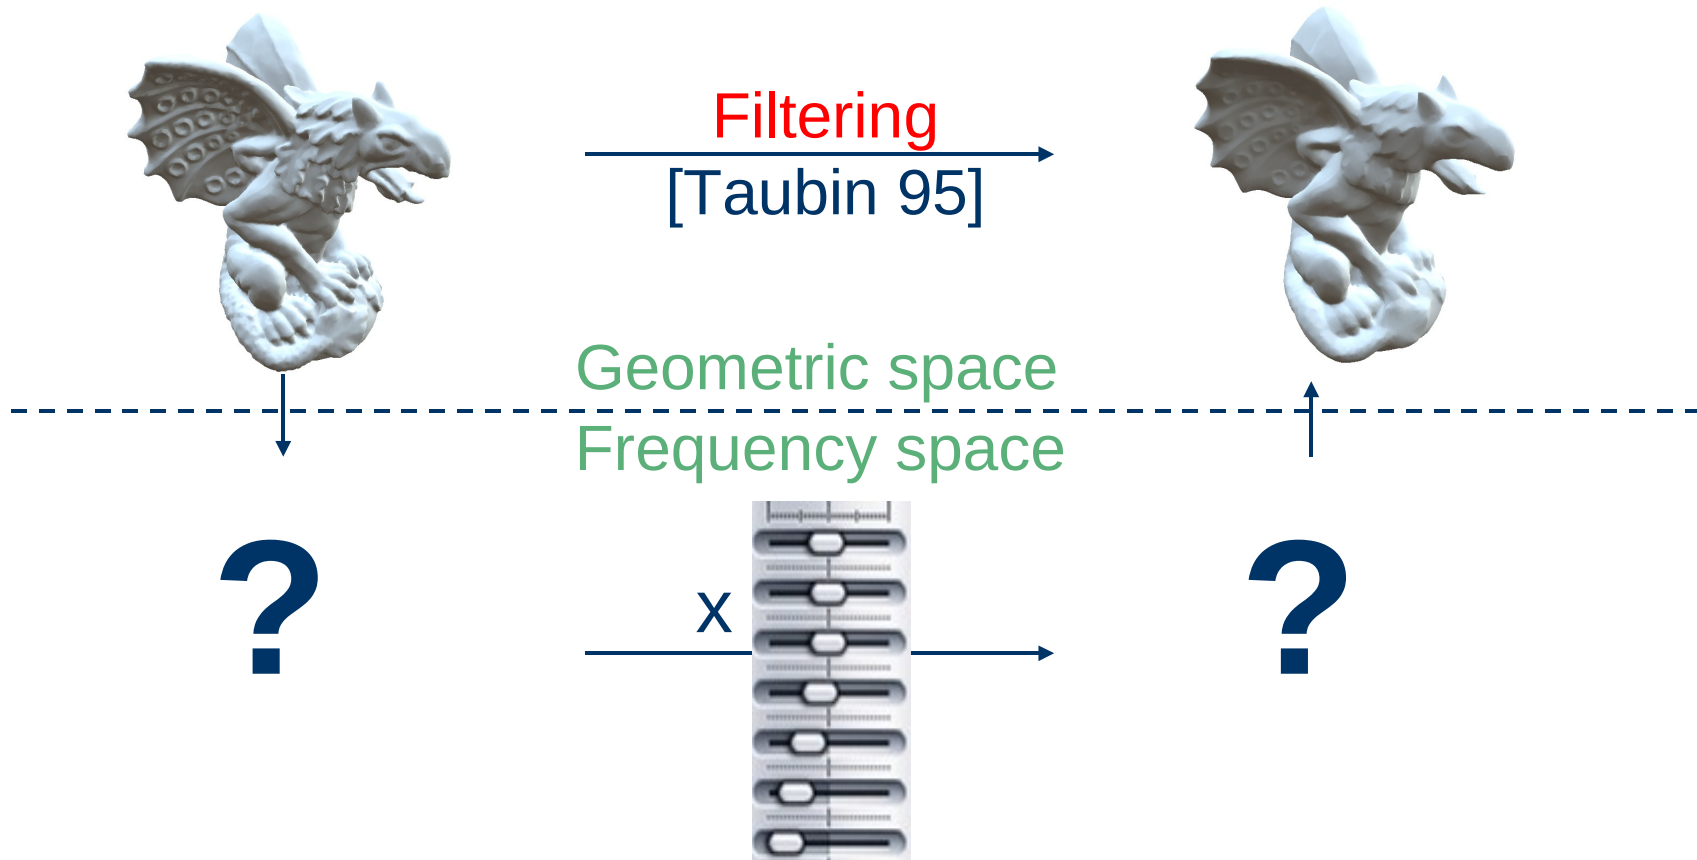 Filtering
[Taubin 95]
Geometric space
Frequency space
?
x
?